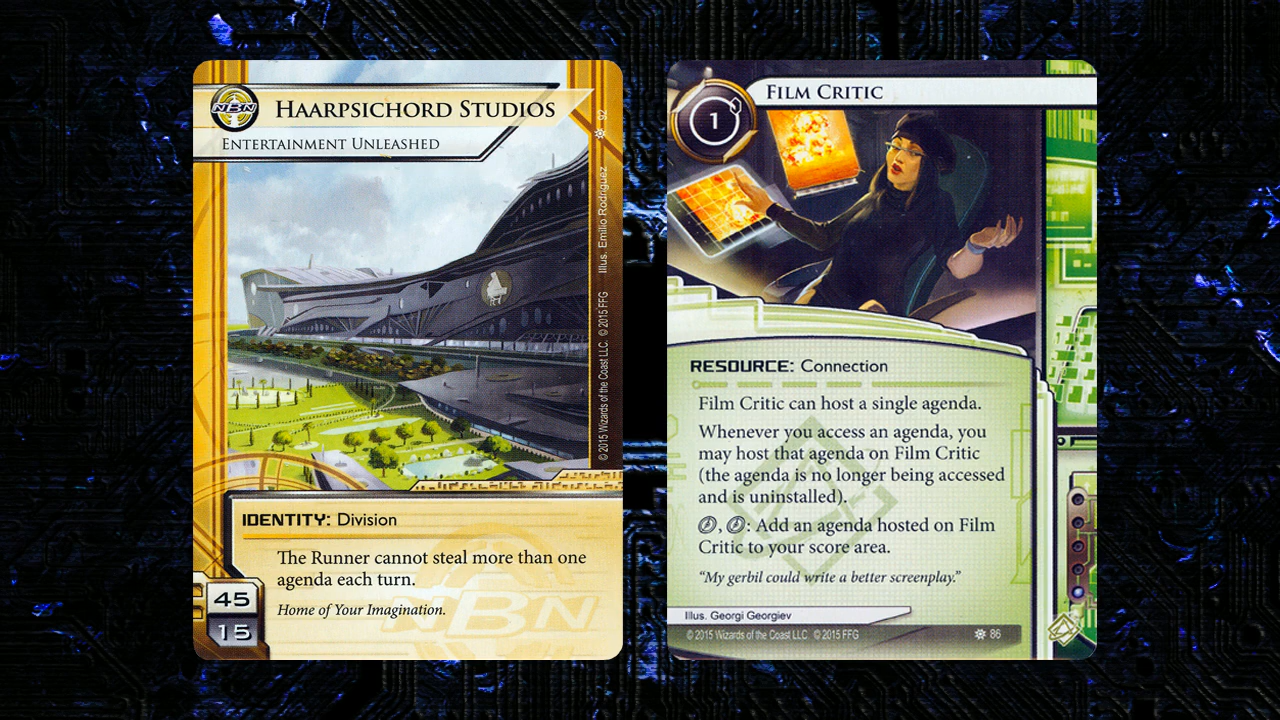 NBN
Haarpsichord Studios
Entertainment Unleashed
92
Illus. Emilio Rodriguez
© 2015 Wizards of the Coast LLC. © 2015 FFG
IDENTITY: Division
The Runner cannot steal more than one
agenda each turn.
Home of Your Imagination.
NBN
45
15
1
Film Critic
RESOURCE: Connection
Film Critic can host a single agenda.
Whenever you access an agenda, you
may host that agenda on Film Critic
(the agenda is no longer being accessed
and is uninstalled).
, : Add an agenda hosted on Film
Critic to your score area.
“My gerbil could write a better screenplay.”
Illus. Georgi Georgiev
© 2015 Wizards of the Coast LLC. © 2015 FFG
86